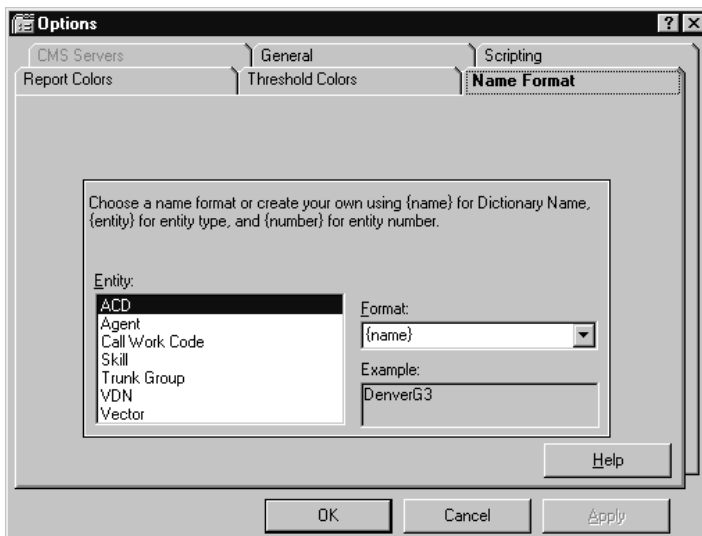 Options
CMS Servers General Scripting
Report Colors Threshold Colors Name Format
Choose a name format or create your own using {name} for Dictionary Name,
{entity} for entity type, and {number} for entity number.
Entity:
ACD
Agent
Call Work Code
Skill
Trunk Group
VDN
Vector
Format:
{name}
Example:
DenverG3
Help
OK Cancel Apply